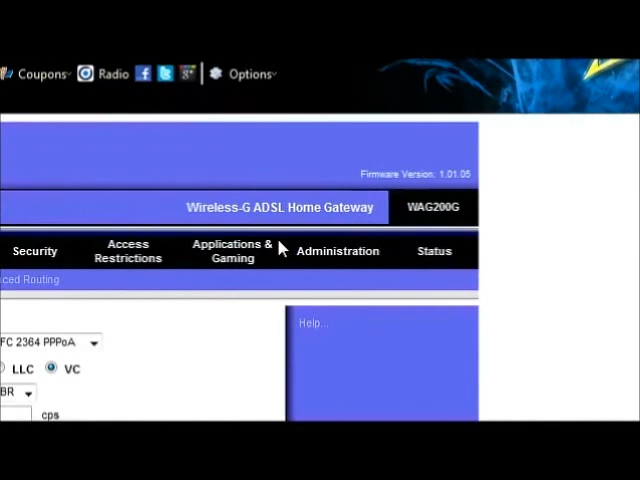 Coupons Radio Options
Firmware Version: 1.01.05
Wireless-G ADSL Home Gateway WAG200G
Security Access Restrictions Applications & Gaming Administration Status
ced Routing
Help...
FC 2364 PPPoA
LLC VC
BR
cps